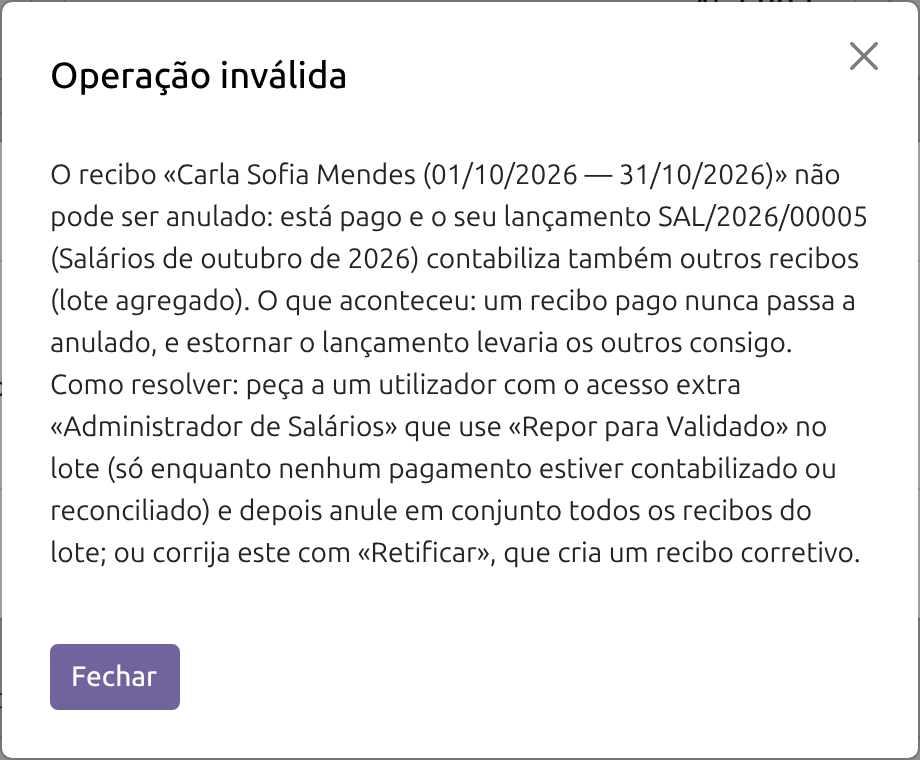 Operação inválida
O recibo «Carla Sofia Mendes (01/10/2026 — 31/10/2026)» não
pode ser anulado: está pago e o seu lançamento SAL/2026/00005
(Salários de outubro de 2026) contabiliza também outros recibos
(lote agregado). O que aconteceu: um recibo pago nunca passa a
anulado, e estornar o lançamento levaria os outros consigo.
Como resolver: peça a um utilizador com o acesso extra
«Administrador de Salários» que use «Repor para Validado» no
lote (só enquanto nenhum pagamento estiver contabilizado ou
reconciliado) e depois anule em conjunto todos os recibos do
lote; ou corrija este com «Retificar», que cria um recibo corretivo.
Fechar